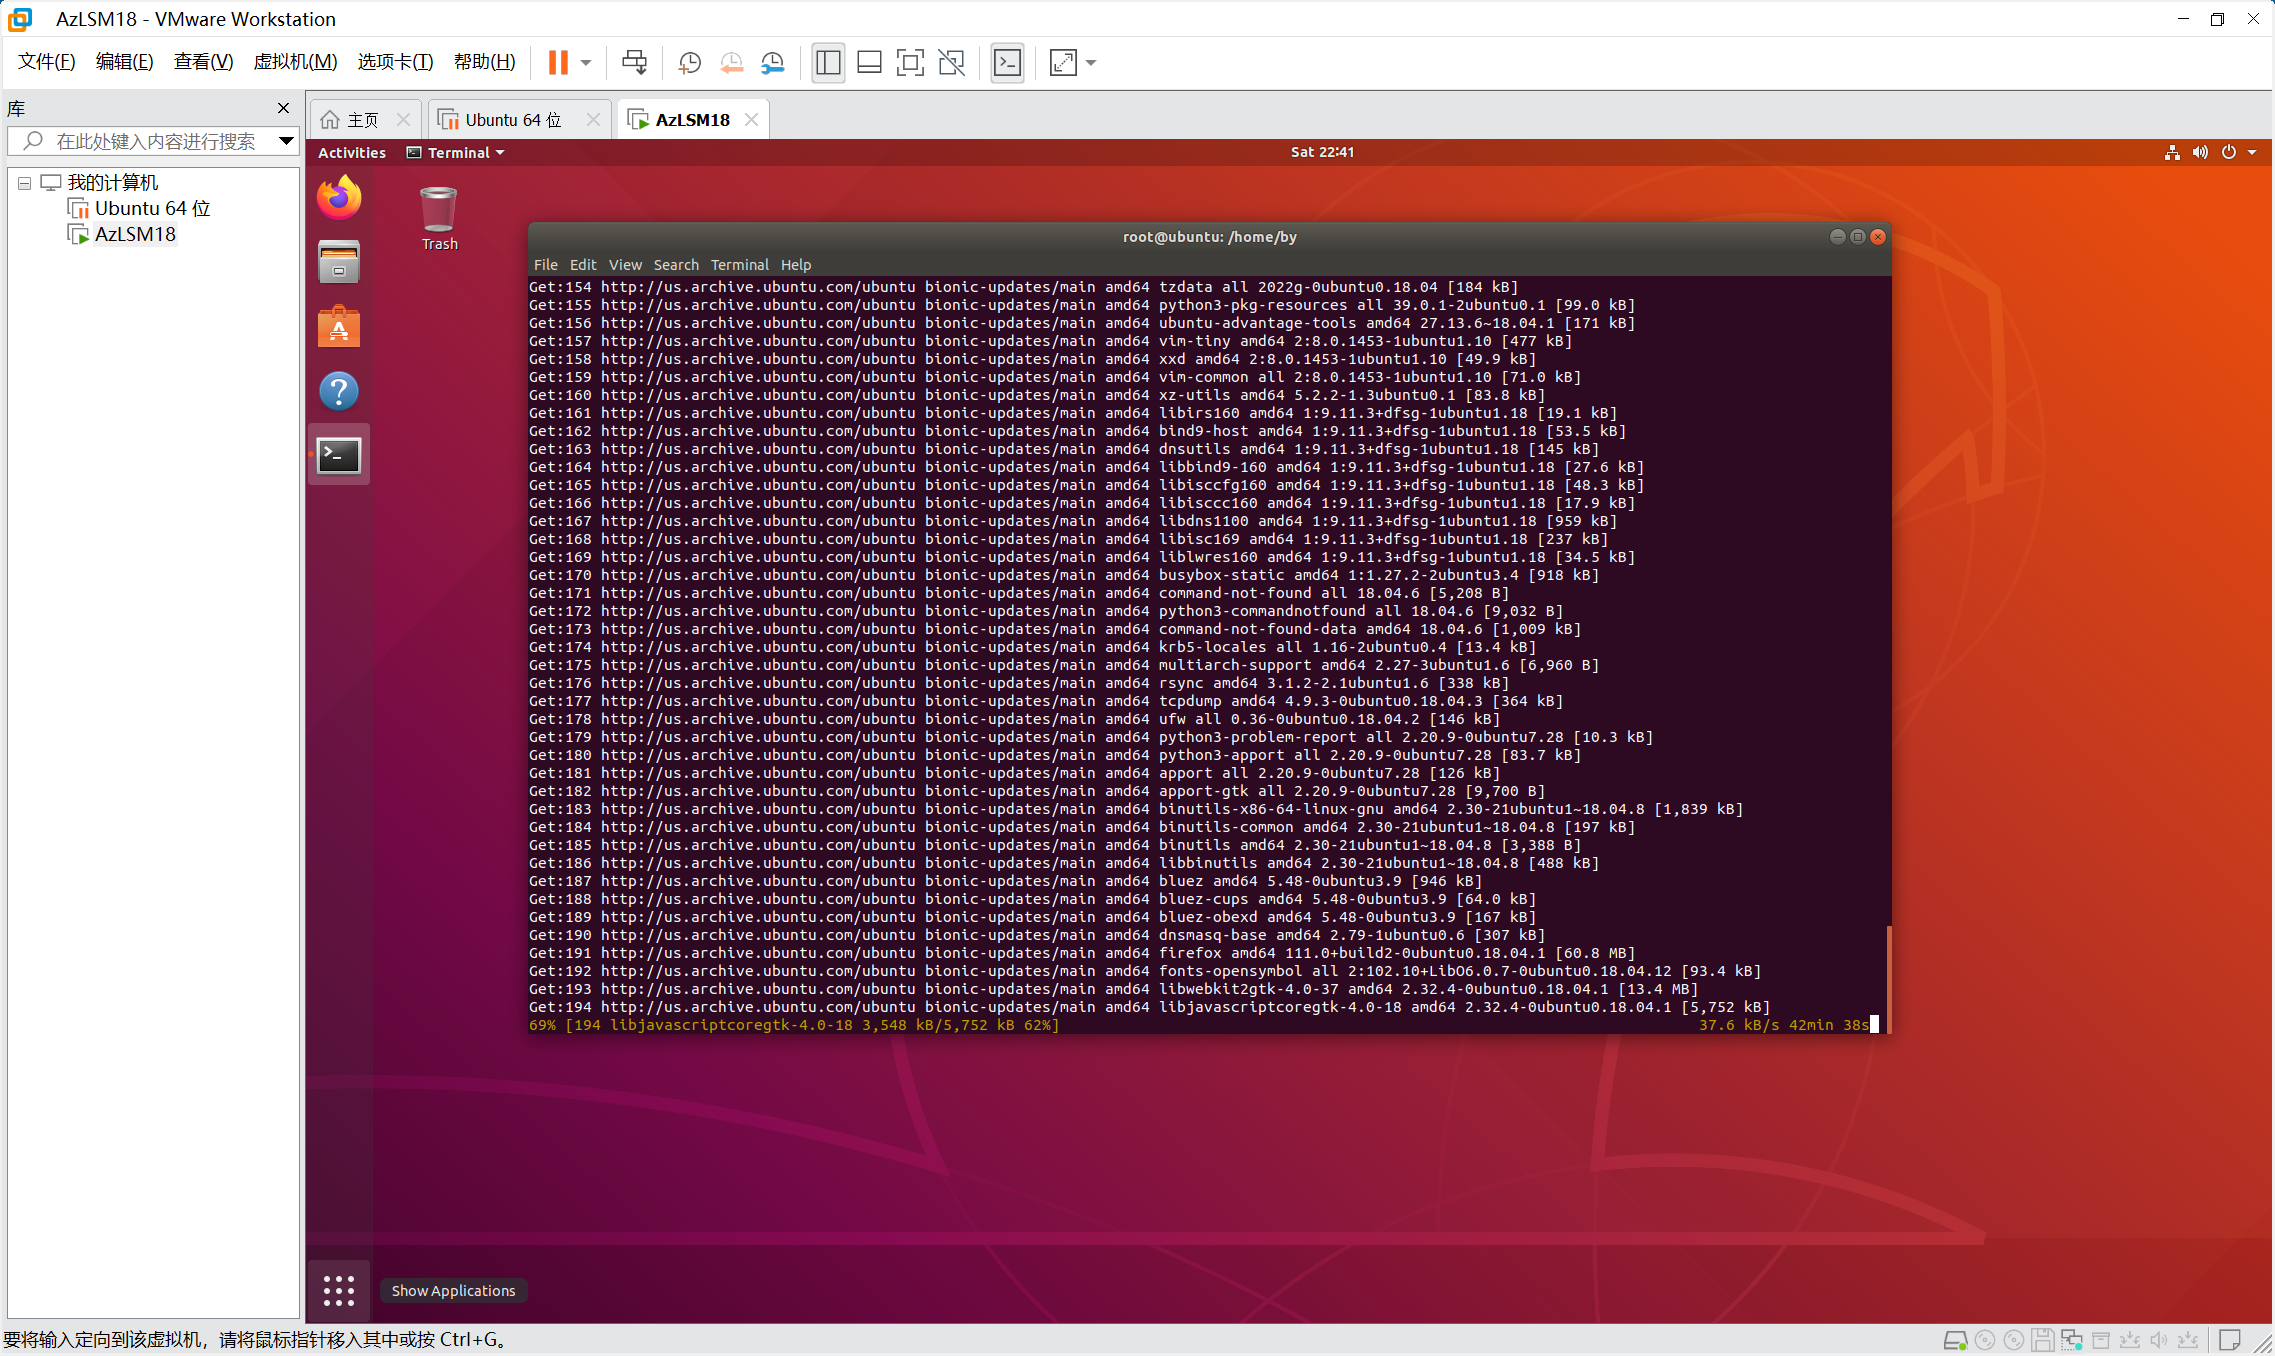 AzLSM18 - VMware Workstation
文件(F) 编辑(E) 查看(V) 虚拟机(M) 选项卡(T) 帮助(H)
库
在此处键入内容进行搜索
我的计算机
Ubuntu 64 位
AzLSM18
主页 Ubuntu 64 位 AzLSM18
Activities Terminal Sat 22:41
Trash
root@ubuntu: /home/by
File Edit View Search Terminal Help
Get:154 http://us.archive.ubuntu.com/ubuntu bionic-updates/main amd64 tzdata all 2022g-0ubuntu0.18.04 [184 kB]
Get:155 http://us.archive.ubuntu.com/ubuntu bionic-updates/main amd64 python3-pkg-resources all 39.0.1-2ubuntu0.1 [99.0 kB]
Get:156 http://us.archive.ubuntu.com/ubuntu bionic-updates/main amd64 ubuntu-advantage-tools amd64 27.13.6~18.04.1 [171 kB]
Get:157 http://us.archive.ubuntu.com/ubuntu bionic-updates/main amd64 vim-tiny amd64 2:8.0.1453-1ubuntu1.10 [477 kB]
Get:158 http://us.archive.ubuntu.com/ubuntu bionic-updates/main amd64 xxd amd64 2:8.0.1453-1ubuntu1.10 [49.9 kB]
Get:159 http://us.archive.ubuntu.com/ubuntu bionic-updates/main amd64 vim-common all 2:8.0.1453-1ubuntu1.10 [71.0 kB]
Get:160 http://us.archive.ubuntu.com/ubuntu bionic-updates/main amd64 xz-utils amd64 5.2.2-1.3ubuntu0.1 [83.8 kB]
Get:161 http://us.archive.ubuntu.com/ubuntu bionic-updates/main amd64 libirs160 amd64 1:9.11.3+dfsg-1ubuntu1.18 [19.1 kB]
Get:162 http://us.archive.ubuntu.com/ubuntu bionic-updates/main amd64 bind9-host amd64 1:9.11.3+dfsg-1ubuntu1.18 [53.5 kB]
Get:163 http://us.archive.ubuntu.com/ubuntu bionic-updates/main amd64 dnsutils amd64 1:9.11.3+dfsg-1ubuntu1.18 [145 kB]
Get:164 http://us.archive.ubuntu.com/ubuntu bionic-updates/main amd64 libbind9-160 amd64 1:9.11.3+dfsg-1ubuntu1.18 [27.6 kB]
Get:165 http://us.archive.ubuntu.com/ubuntu bionic-updates/main amd64 libisccfg160 amd64 1:9.11.3+dfsg-1ubuntu1.18 [48.3 kB]
Get:166 http://us.archive.ubuntu.com/ubuntu bionic-updates/main amd64 libisccc160 amd64 1:9.11.3+dfsg-1ubuntu1.18 [17.9 kB]
Get:167 http://us.archive.ubuntu.com/ubuntu bionic-updates/main amd64 libdns1100 amd64 1:9.11.3+dfsg-1ubuntu1.18 [959 kB]
Get:168 http://us.archive.ubuntu.com/ubuntu bionic-updates/main amd64 libisc169 amd64 1:9.11.3+dfsg-1ubuntu1.18 [237 kB]
Get:169 http://us.archive.ubuntu.com/ubuntu bionic-updates/main amd64 liblwres160 amd64 1:9.11.3+dfsg-1ubuntu1.18 [34.5 kB]
Get:170 http://us.archive.ubuntu.com/ubuntu bionic-updates/main amd64 busybox-static amd64 1:1.27.2-2ubuntu3.4 [918 kB]
Get:171 http://us.archive.ubuntu.com/ubuntu bionic-updates/main amd64 command-not-found all 18.04.6 [5,208 B]
Get:172 http://us.archive.ubuntu.com/ubuntu bionic-updates/main amd64 python3-commandnotfound all 18.04.6 [9,032 B]
Get:173 http://us.archive.ubuntu.com/ubuntu bionic-updates/main amd64 command-not-found-data amd64 18.04.6 [1,009 kB]
Get:174 http://us.archive.ubuntu.com/ubuntu bionic-updates/main amd64 krb5-locales all 1.16-2ubuntu0.4 [13.4 kB]
Get:175 http://us.archive.ubuntu.com/ubuntu bionic-updates/main amd64 multiarch-support amd64 2.27-3ubuntu1.6 [6,960 B]
Get:176 http://us.archive.ubuntu.com/ubuntu bionic-updates/main amd64 rsync amd64 3.1.2-2.1ubuntu1.6 [338 kB]
Get:177 http://us.archive.ubuntu.com/ubuntu bionic-updates/main amd64 tcpdump amd64 4.9.3-0ubuntu0.18.04.3 [364 kB]
Get:178 http://us.archive.ubuntu.com/ubuntu bionic-updates/main amd64 ufw all 0.36-0ubuntu0.18.04.2 [146 kB]
Get:179 http://us.archive.ubuntu.com/ubuntu bionic-updates/main amd64 python3-problem-report all 2.20.9-0ubuntu7.28 [10.3 kB]
Get:180 http://us.archive.ubuntu.com/ubuntu bionic-updates/main amd64 python3-apport all 2.20.9-0ubuntu7.28 [83.7 kB]
Get:181 http://us.archive.ubuntu.com/ubuntu bionic-updates/main amd64 apport all 2.20.9-0ubuntu7.28 [126 kB]
Get:182 http://us.archive.ubuntu.com/ubuntu bionic-updates/main amd64 apport-gtk all 2.20.9-0ubuntu7.28 [9,700 B]
Get:183 http://us.archive.ubuntu.com/ubuntu bionic-updates/main amd64 binutils-x86-64-linux-gnu amd64 2.30-21ubuntu1~18.04.8 [1,839 kB]
Get:184 http://us.archive.ubuntu.com/ubuntu bionic-updates/main amd64 binutils-common amd64 2.30-21ubuntu1~18.04.8 [197 kB]
Get:185 http://us.archive.ubuntu.com/ubuntu bionic-updates/main amd64 binutils amd64 2.30-21ubuntu1~18.04.8 [3,388 B]
Get:186 http://us.archive.ubuntu.com/ubuntu bionic-updates/main amd64 libbinutils amd64 2.30-21ubuntu1~18.04.8 [488 kB]
Get:187 http://us.archive.ubuntu.com/ubuntu bionic-updates/main amd64 bluez amd64 5.48-0ubuntu3.9 [946 kB]
Get:188 http://us.archive.ubuntu.com/ubuntu bionic-updates/main amd64 bluez-cups amd64 5.48-0ubuntu3.9 [64.0 kB]
Get:189 http://us.archive.ubuntu.com/ubuntu bionic-updates/main amd64 bluez-obexd amd64 5.48-0ubuntu3.9 [167 kB]
Get:190 http://us.archive.ubuntu.com/ubuntu bionic-updates/main amd64 dnsmasq-base amd64 2.79-1ubuntu0.6 [307 kB]
Get:191 http://us.archive.ubuntu.com/ubuntu bionic-updates/main amd64 firefox amd64 111.0+build2-0ubuntu0.18.04.1 [60.8 MB]
Get:192 http://us.archive.ubuntu.com/ubuntu bionic-updates/main amd64 fonts-opensymbol all 2:102.10+LibO6.0.7-0ubuntu0.18.04.12 [93.4 kB]
Get:193 http://us.archive.ubuntu.com/ubuntu bionic-updates/main amd64 libwebkit2gtk-4.0-37 amd64 2.32.4-0ubuntu0.18.04.1 [13.4 MB]
Get:194 http://us.archive.ubuntu.com/ubuntu bionic-updates/main amd64 libjavascriptcoregtk-4.0-18 amd64 2.32.4-0ubuntu0.18.04.1 [5,752 kB]
69% [194 libjavascriptcoregtk-4.0-18 3,548 kB/5,752 kB 62%] 37.6 kB/s 42min 38s
Show Applications
要将输入定向到该虚拟机，请将鼠标指针移入其中或按 Ctrl+G。